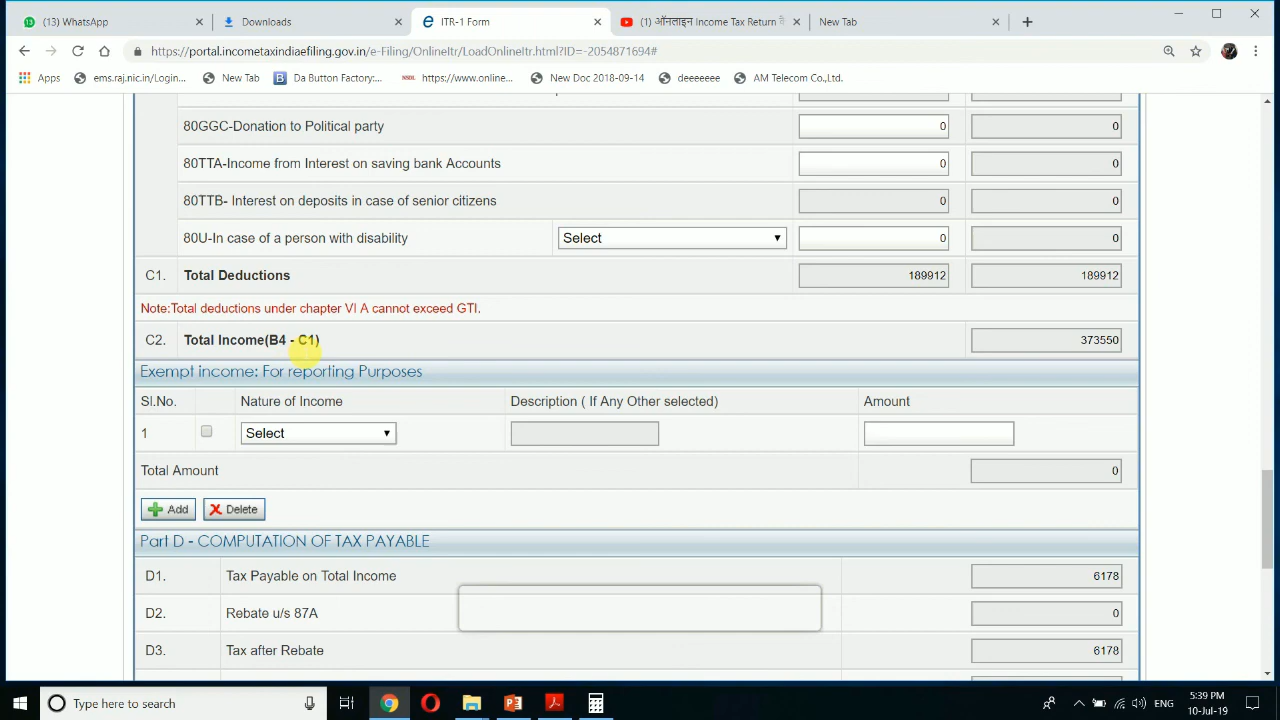 (13) WhatsApp
Downloads
ITR-1 Form
(1) ऑनलाइन Income Tax Return
New Tab
https://portal.incometaxindiaefiling.gov.in/e-Filing/OnlineItr/LoadOnlineItr.html?ID=-2054871694#
Apps
ems.raj.nic.in/Login...
New Tab
B
Da Button Factory:...
NSDL
https://www.online...
New Doc 2018-09-14
deeeeeee
AM Telecom Co.,Ltd.
80GGC-Donation to Political party 0 0
80TTA-Income from Interest on saving bank Accounts 0 0
80TTB- Interest on deposits in case of senior citizens 0 0
80U-In case of a person with disability Select 0 0
C1. Total Deductions 189912 189912
Note:Total deductions under chapter VI A cannot exceed GTI.
C2. Total Income(B4 - C1) 373550
Exempt income: For reporting Purposes
Sl.No. Nature of Income Description ( If Any Other selected) Amount
1 Select
Total Amount 0
Add Delete
Part D - COMPUTATION OF TAX PAYABLE
D1. Tax Payable on Total Income 6178
D2. Rebate u/s 87A 0
D3. Tax after Rebate 6178
Type here to search
ENG
5:39 PM
10-Jul-19